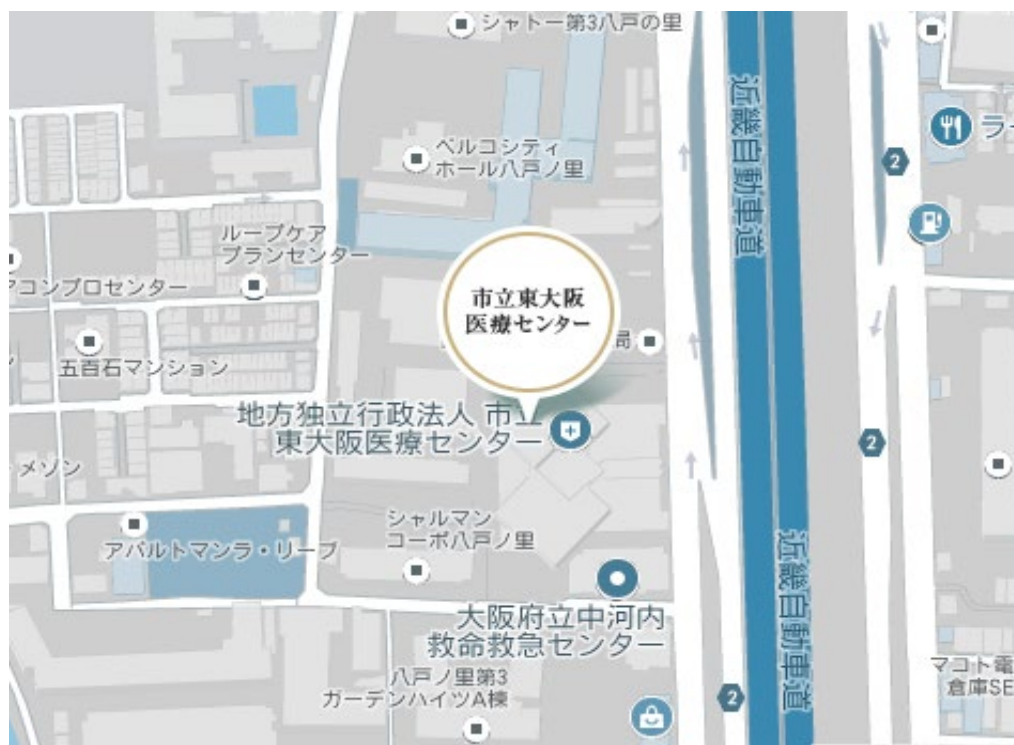 シャトー第3八戸の里
近畿自動車道
2
ベルコシティ
ホール八戸ノ里
ループケア
プランセンター
アコンプロセンター
市立東大阪
医療センター
局
五百石マンション
地方独立行政法人 市立
東大阪医療センター
2
メゾン
シャルマン
コーポ八戸ノ里
アパルトマンラ・リーブ
近畿自動車道
大阪府立中河内
救命救急センター
マコト電
倉庫SE
八戸ノ里第3
ガーデンハイツA棟
2